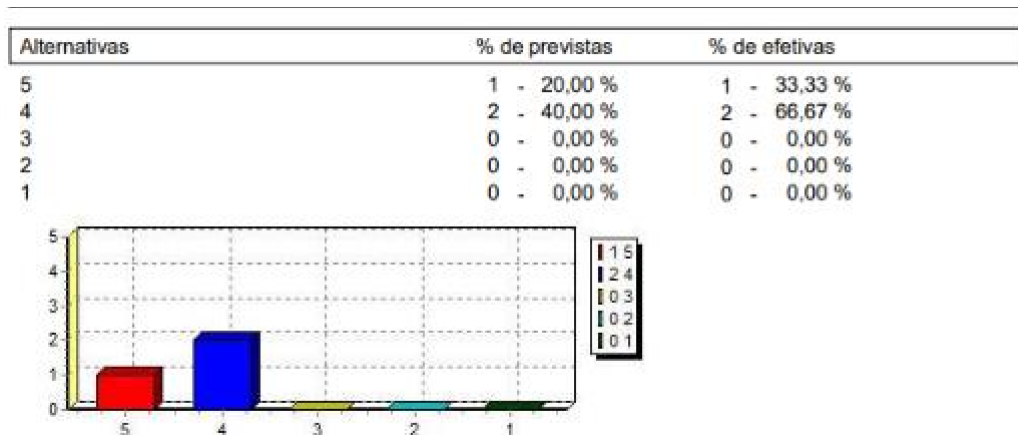 Alternativas % de previstas % de efetivas
5 1 - 20,00 % 1 - 33,33 %
4 2 - 40,00 % 2 - 66,67 %
3 0 - 0,00 % 0 - 0,00 %
2 0 - 0,00 % 0 - 0,00 %
1 0 - 0,00 % 0 - 0,00 %
5
4
3
2
1
0
5 4 3 2 1
1 5
2 4
0 3
0 2
0 1